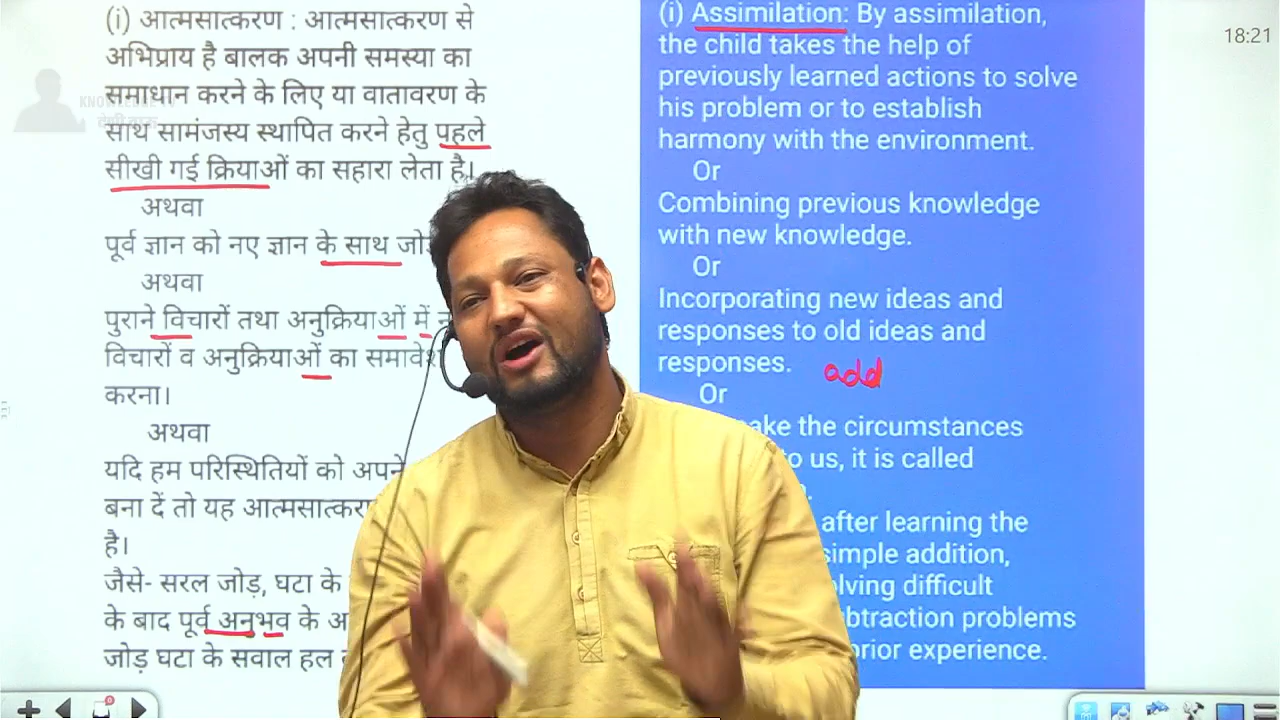 (i) आत्मसात्करण : आत्मसात्करण से
अभिप्राय है बालक अपनी समस्या का
समाधान करने के लिए या वातावरण के
साथ सामंजस्य स्थापित करने हेतु पहले
सीखी गई क्रियाओं का सहारा लेता है।
अथवा
पूर्व ज्ञान को नए ज्ञान के साथ
अथवा
पुराने विचारों तथा अनुक्रियाओं में
विचारों व अनुक्रियाओं का
करना।
अथवा
यदि हम परिस्थितियों को
बना दें तो यह
है।
जैसे- सरल जोड़, घटा के
के बाद पूर्व अनुभव के
जोड़ घटा के सवाल हल
(i) Assimilation: By assimilation,
the child takes the help of
previously learned actions to solve
his problem or to establish
harmony with the environment.
Or
Combining previous knowledge
with new knowledge.
Or
Incorporating new ideas and
responses to old ideas and
responses. add
Or
the circumstances
to us, it is called
after learning the
simple addition,
difficult
problems
experience.
18:21
KNOWLEDGE